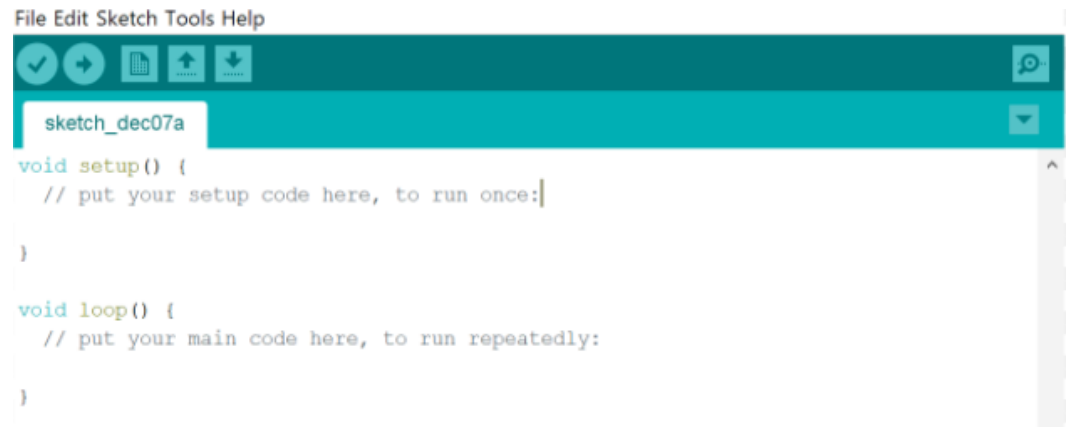 File Edit Sketch Tools Help
sketch_dec07a
void setup() {
  // put your setup code here, to run once:
}
void loop() {
  // put your main code here, to run repeatedly:
}